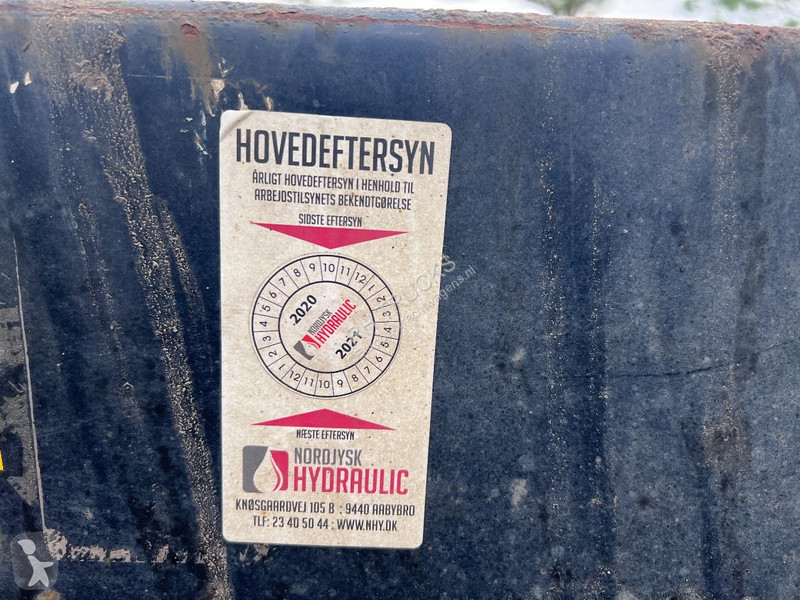 HOVEDEFTERSYN
ÅRLIGT HOVEDEFTERSYN I HENHOLD TIL
ARBEJDSTILSYNETS BEKENDTGØRELSE
SIDSTE EFTERSYN
1 2 3 4 5 6 7 8 9 10 11 12
2020
NORDJYSK
HYDRAULIC
2021
1 2 3 4 5 6 7 8 9 10 11 12
NÆSTE EFTERSYN
NORDJYSK
HYDRAULIC
KNØSGAARDVEJ 105 B : 9440 AABYBRO
TLF: 23 40 50 44 : WWW.NHY.DK